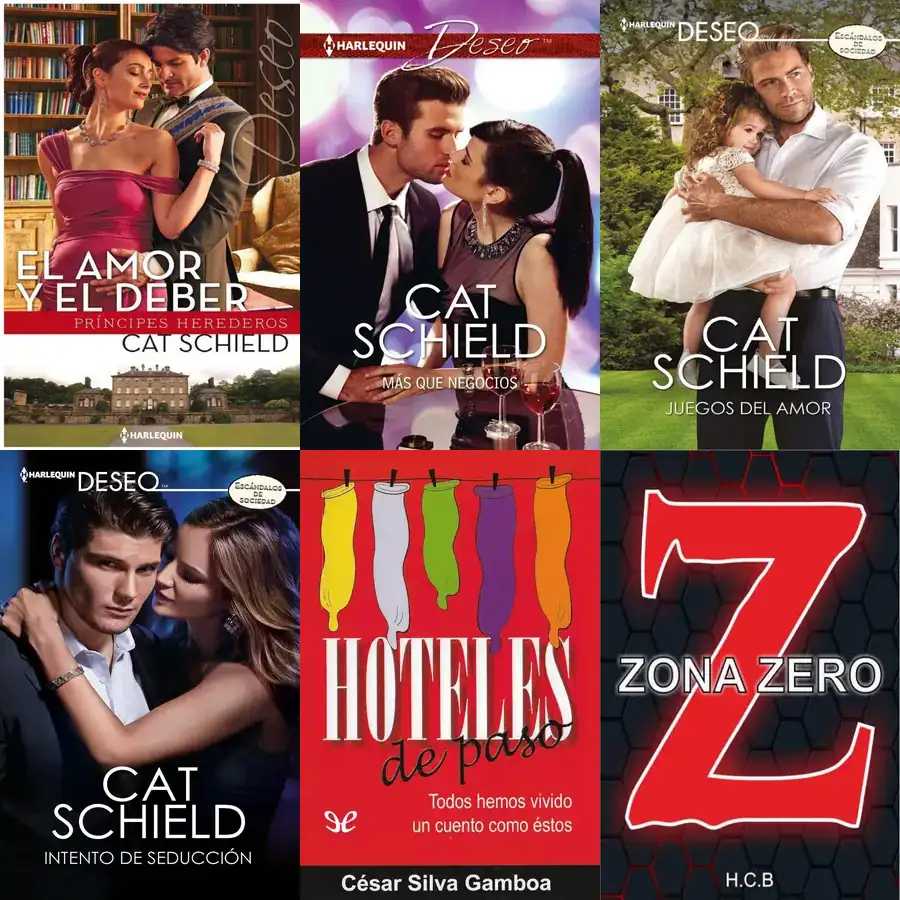 Deseo
EL AMOR
Y EL DEBER
PRÍNCIPES HEREDEROS
CAT SCHIELD
HARLEQUIN
HARLEQUIN Deseo™
CAT
SCHIELD
MÁS QUE NEGOCIOS
HARLEQUIN DESEO
ESCÁNDALOS
DE
SOCIEDAD
CAT
SCHIELD
JUEGOS DEL AMOR
HARLEQUIN DESEO™
ESCÁNDALOS
DE
SOCIEDAD
CAT
SCHIELD
INTENTO DE SEDUCCIÓN
HOTELES
de paso
Todos hemos vivido
un cuento como éstos
César Silva Gamboa
Z
ZONA ZERO
H.C.B